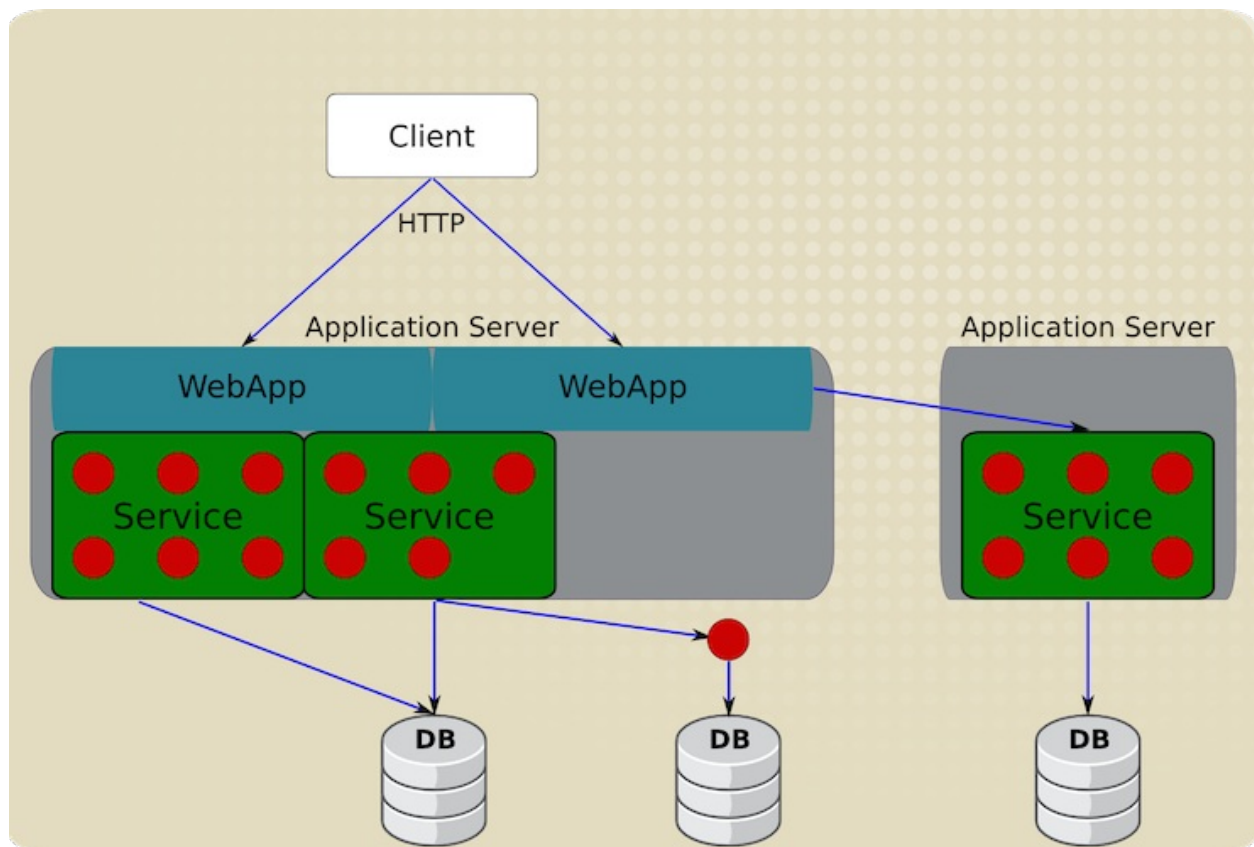 Client
HTTP
Application Server
Application Server
WebApp
WebApp
Service
Service
Service
DB
DB
DB